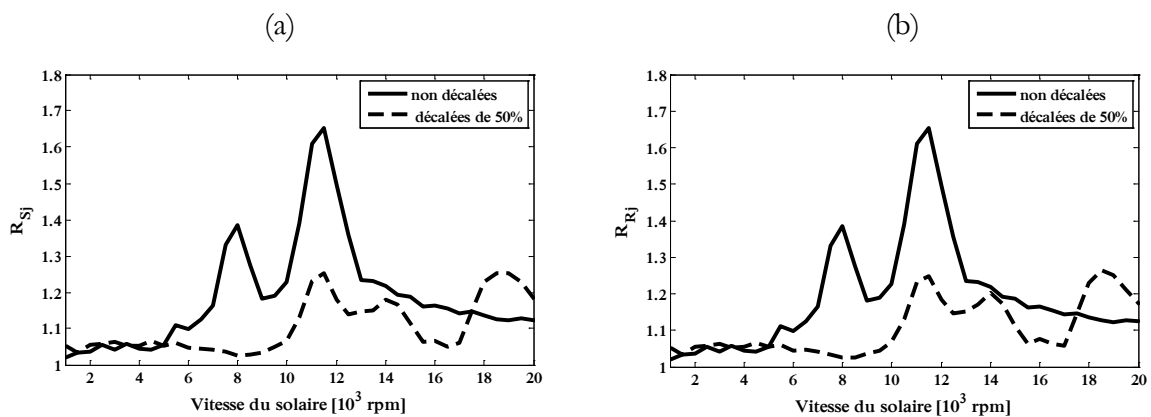 (a)
1.8
1.7
1.6
1.5
1.4
1.3
1.2
1.1
1
R_Sj
non décalées
décalées de 50%
2 4 6 8 10 12 14 16 18 20
Vitesse du solaire [10³ rpm]
(b)
1.8
1.7
1.6
1.5
1.4
1.3
1.2
1.1
1
R_Rj
non décalées
décalées de 50%
2 4 6 8 10 12 14 16 18 20
Vitesse du solaire [10³ rpm]